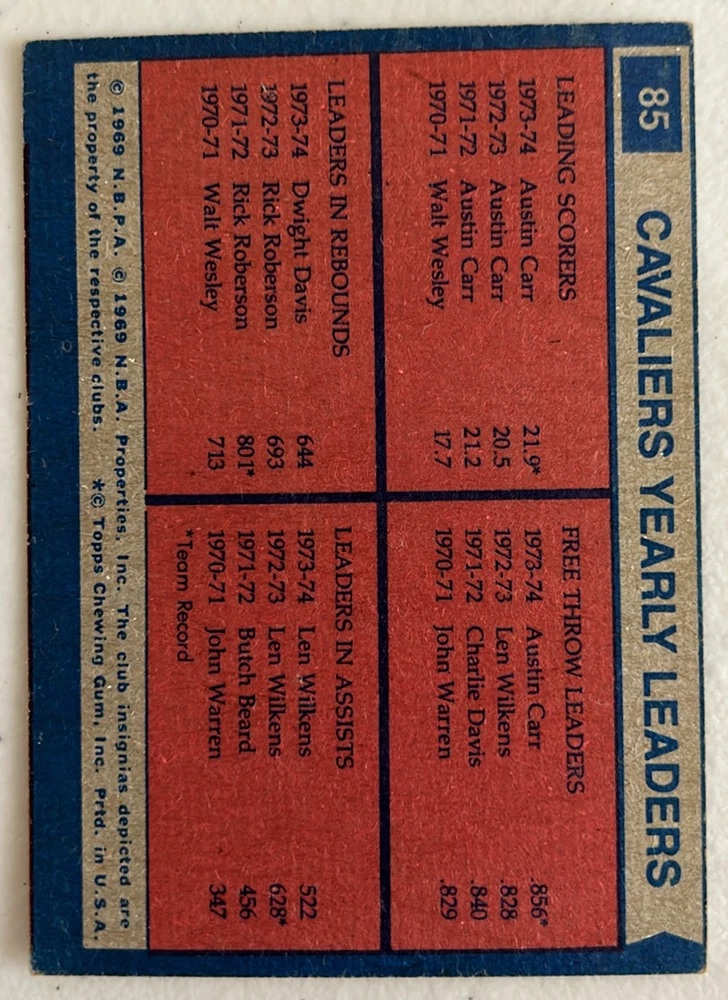 85
CAVALIERS YEARLY LEADERS
LEADING SCORERS
1973-74 Austin Carr 21.9*
1972-73 Austin Carr 20.5
1971-72 Austin Carr 21.2
1970-71 Walt Wesley 17.7
FREE THROW LEADERS
1973-74 Austin Carr .856*
1972-73 Len Wilkens .828
1971-72 Charlie Davis .840
1970-71 John Warren .829
LEADERS IN REBOUNDS
1973-74 Dwight Davis 644
1972-73 Rick Roberson 693
1971-72 Rick Roberson 801*
1970-71 Walt Wesley 713
LEADERS IN ASSISTS
1973-74 Len Wilkens 522
1972-73 Len Wilkens 628*
1971-72 Butch Beard 456
1970-71 John Warren 347
*Team Record
© 1969 N.B.P.A. © 1969 N.B.A. Properties, Inc. The club insignias depicted are
the property of the respective clubs. *© Topps Chewing Gum, Inc. Prtd. in U.S.A.